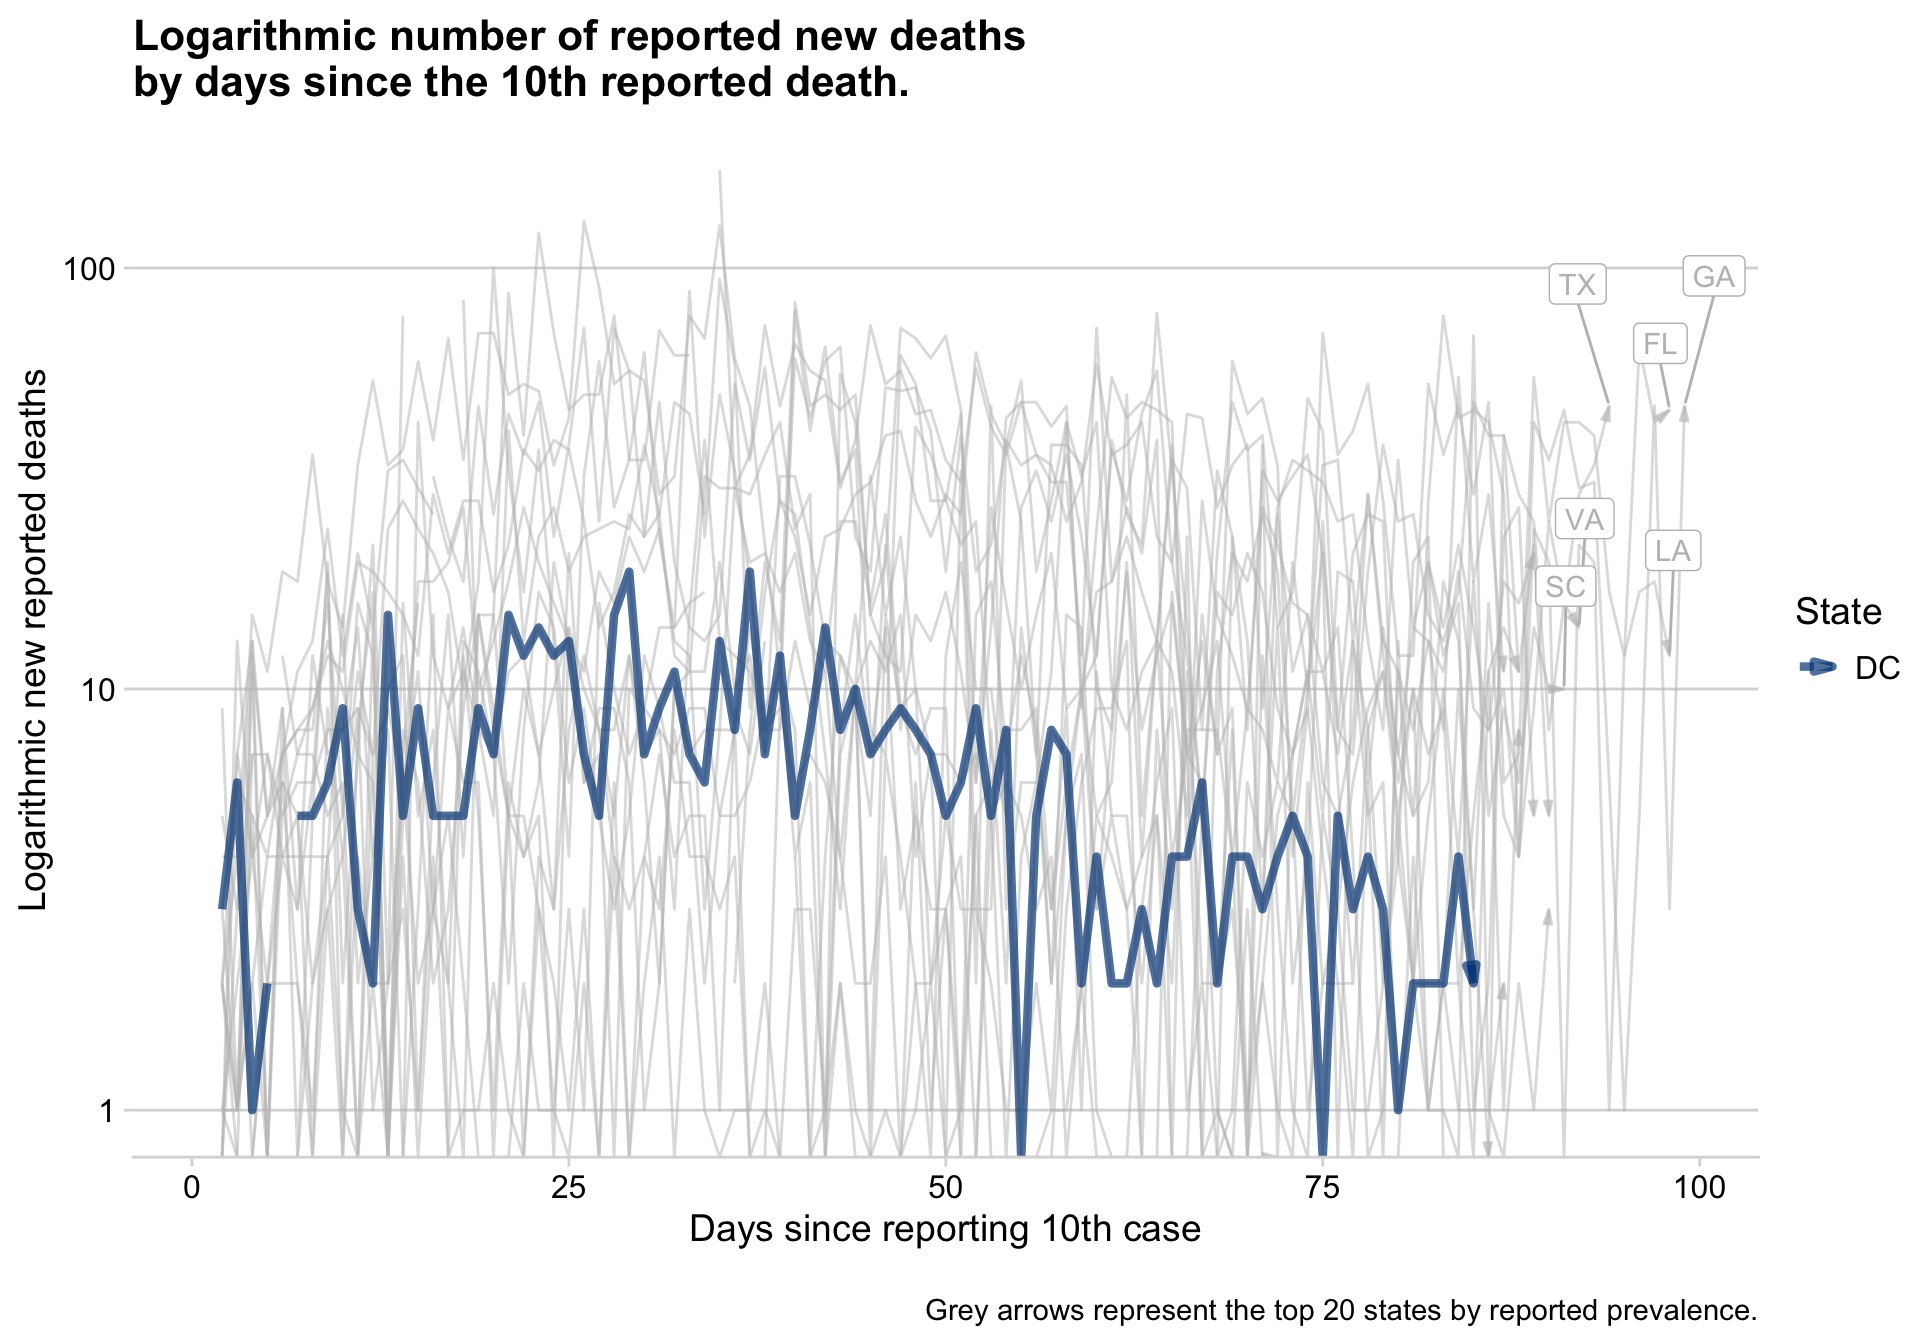 Logarithmic number of reported new deaths
by days since the 10th reported death.
Logarithmic new reported deaths
100
10
1
TX
GA
FL
VA
LA
SC
State
DC
0
25
50
75
100
Days since reporting 10th case
Grey arrows represent the top 20 states by reported prevalence.